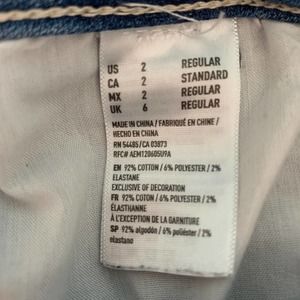 US 2 REGULAR
CA 2 STANDARD
MX 2 REGULAR
UK 6 REGULAR
MADE IN CHINA / FABRIQUÉ EN CHINE /
HECHO EN CHINA
RN 54485/CA 03873
RFC# AEM120605U9A
EN 92% COTTON / 6% POLYESTER / 2%
ELASTANE
EXCLUSIVE OF DECORATION
FR 92% COTON / 6% POLYESTER / 2%
ÉLASTHANNE
À L'EXCEPTION DE LA GARNITURE
SP 92% algodón / 6% poliéster / 2%
elastano